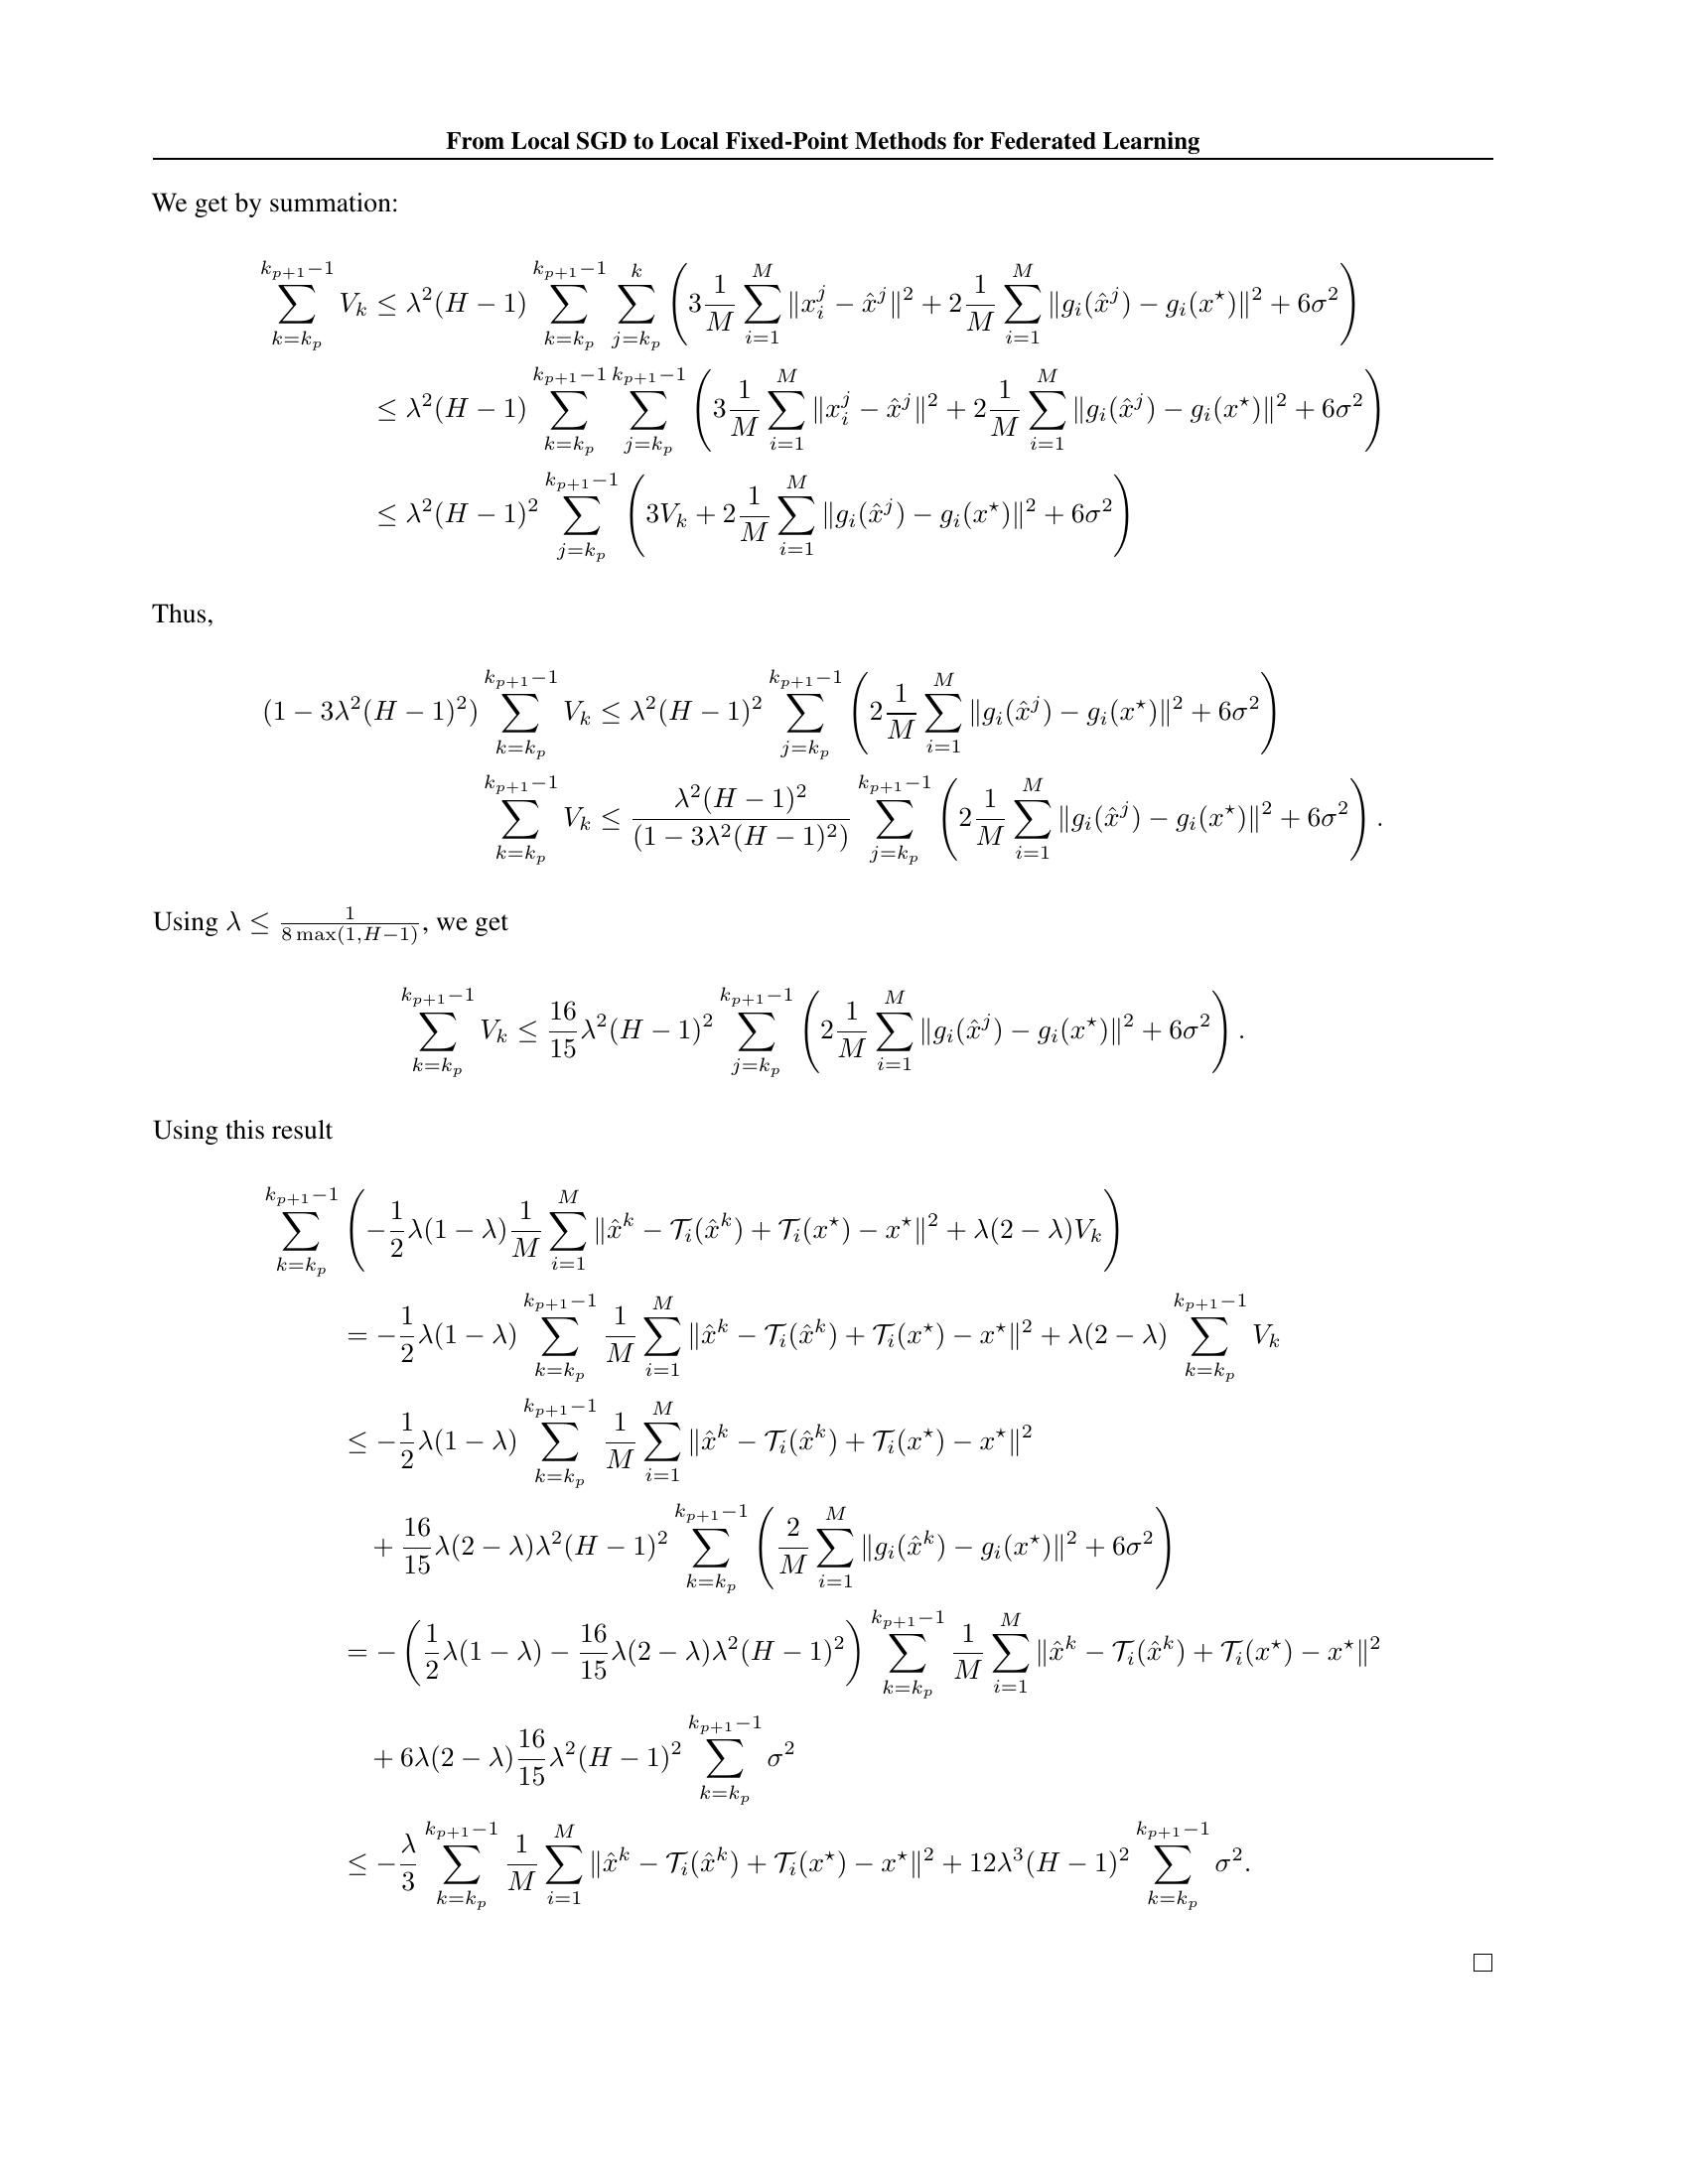 From Local SGD to Local Fixed-Point Methods for Federated Learning
We get by summation:
$\sum_{k=k_p}^{k_{p+1}-1} V_k \leq \lambda^2(H-1) \sum_{k=k_p}^{k_{p+1}-1} \sum_{j=k_p}^{k} \left( 3\frac{1}{M} \sum_{i=1}^{M} \|x_i^j - \hat{x}^j\|^2 + 2\frac{1}{M} \sum_{i=1}^{M} \|g_i(\hat{x}^j) - g_i(x^\star)\|^2 + 6\sigma^2 \right)$
$\leq \lambda^2(H-1) \sum_{k=k_p}^{k_{p+1}-1} \sum_{j=k_p}^{k_{p+1}-1} \left( 3\frac{1}{M} \sum_{i=1}^{M} \|x_i^j - \hat{x}^j\|^2 + 2\frac{1}{M} \sum_{i=1}^{M} \|g_i(\hat{x}^j) - g_i(x^\star)\|^2 + 6\sigma^2 \right)$
$\leq \lambda^2(H-1)^2 \sum_{j=k_p}^{k_{p+1}-1} \left( 3V_k + 2\frac{1}{M} \sum_{i=1}^{M} \|g_i(\hat{x}^j) - g_i(x^\star)\|^2 + 6\sigma^2 \right)$
Thus,
$(1 - 3\lambda^2(H-1)^2) \sum_{k=k_p}^{k_{p+1}-1} V_k \leq \lambda^2(H-1)^2 \sum_{j=k_p}^{k_{p+1}-1} \left( 2\frac{1}{M} \sum_{i=1}^{M} \|g_i(\hat{x}^j) - g_i(x^\star)\|^2 + 6\sigma^2 \right)$
$\sum_{k=k_p}^{k_{p+1}-1} V_k \leq \frac{\lambda^2(H-1)^2}{(1 - 3\lambda^2(H-1)^2)} \sum_{j=k_p}^{k_{p+1}-1} \left( 2\frac{1}{M} \sum_{i=1}^{M} \|g_i(\hat{x}^j) - g_i(x^\star)\|^2 + 6\sigma^2 \right).$
Using $\lambda \leq \frac{1}{8\max(1,H-1)}$, we get
$\sum_{k=k_p}^{k_{p+1}-1} V_k \leq \frac{16}{15}\lambda^2(H-1)^2 \sum_{j=k_p}^{k_{p+1}-1} \left( 2\frac{1}{M} \sum_{i=1}^{M} \|g_i(\hat{x}^j) - g_i(x^\star)\|^2 + 6\sigma^2 \right).$
Using this result
$\sum_{k=k_p}^{k_{p+1}-1} \left( -\frac{1}{2}\lambda(1-\lambda)\frac{1}{M} \sum_{i=1}^{M} \|\hat{x}^k - \mathcal{T}_i(\hat{x}^k) + \mathcal{T}_i(x^\star) - x^\star\|^2 + \lambda(2-\lambda)V_k \right)$
$= -\frac{1}{2}\lambda(1-\lambda) \sum_{k=k_p}^{k_{p+1}-1} \frac{1}{M} \sum_{i=1}^{M} \|\hat{x}^k - \mathcal{T}_i(\hat{x}^k) + \mathcal{T}_i(x^\star) - x^\star\|^2 + \lambda(2-\lambda) \sum_{k=k_p}^{k_{p+1}-1} V_k$
$\leq -\frac{1}{2}\lambda(1-\lambda) \sum_{k=k_p}^{k_{p+1}-1} \frac{1}{M} \sum_{i=1}^{M} \|\hat{x}^k - \mathcal{T}_i(\hat{x}^k) + \mathcal{T}_i(x^\star) - x^\star\|^2$
$+ \frac{16}{15}\lambda(2-\lambda)\lambda^2(H-1)^2 \sum_{k=k_p}^{k_{p+1}-1} \left( \frac{2}{M} \sum_{i=1}^{M} \|g_i(\hat{x}^k) - g_i(x^\star)\|^2 + 6\sigma^2 \right)$
$= -\left( \frac{1}{2}\lambda(1-\lambda) - \frac{16}{15}\lambda(2-\lambda)\lambda^2(H-1)^2 \right) \sum_{k=k_p}^{k_{p+1}-1} \frac{1}{M} \sum_{i=1}^{M} \|\hat{x}^k - \mathcal{T}_i(\hat{x}^k) + \mathcal{T}_i(x^\star) - x^\star\|^2$
$+ 6\lambda(2-\lambda)\frac{16}{15}\lambda^2(H-1)^2 \sum_{k=k_p}^{k_{p+1}-1} \sigma^2$
$\leq -\frac{\lambda}{3} \sum_{k=k_p}^{k_{p+1}-1} \frac{1}{M} \sum_{i=1}^{M} \|\hat{x}^k - \mathcal{T}_i(\hat{x}^k) + \mathcal{T}_i(x^\star) - x^\star\|^2 + 12\lambda^3(H-1)^2 \sum_{k=k_p}^{k_{p+1}-1} \sigma^2.$
□